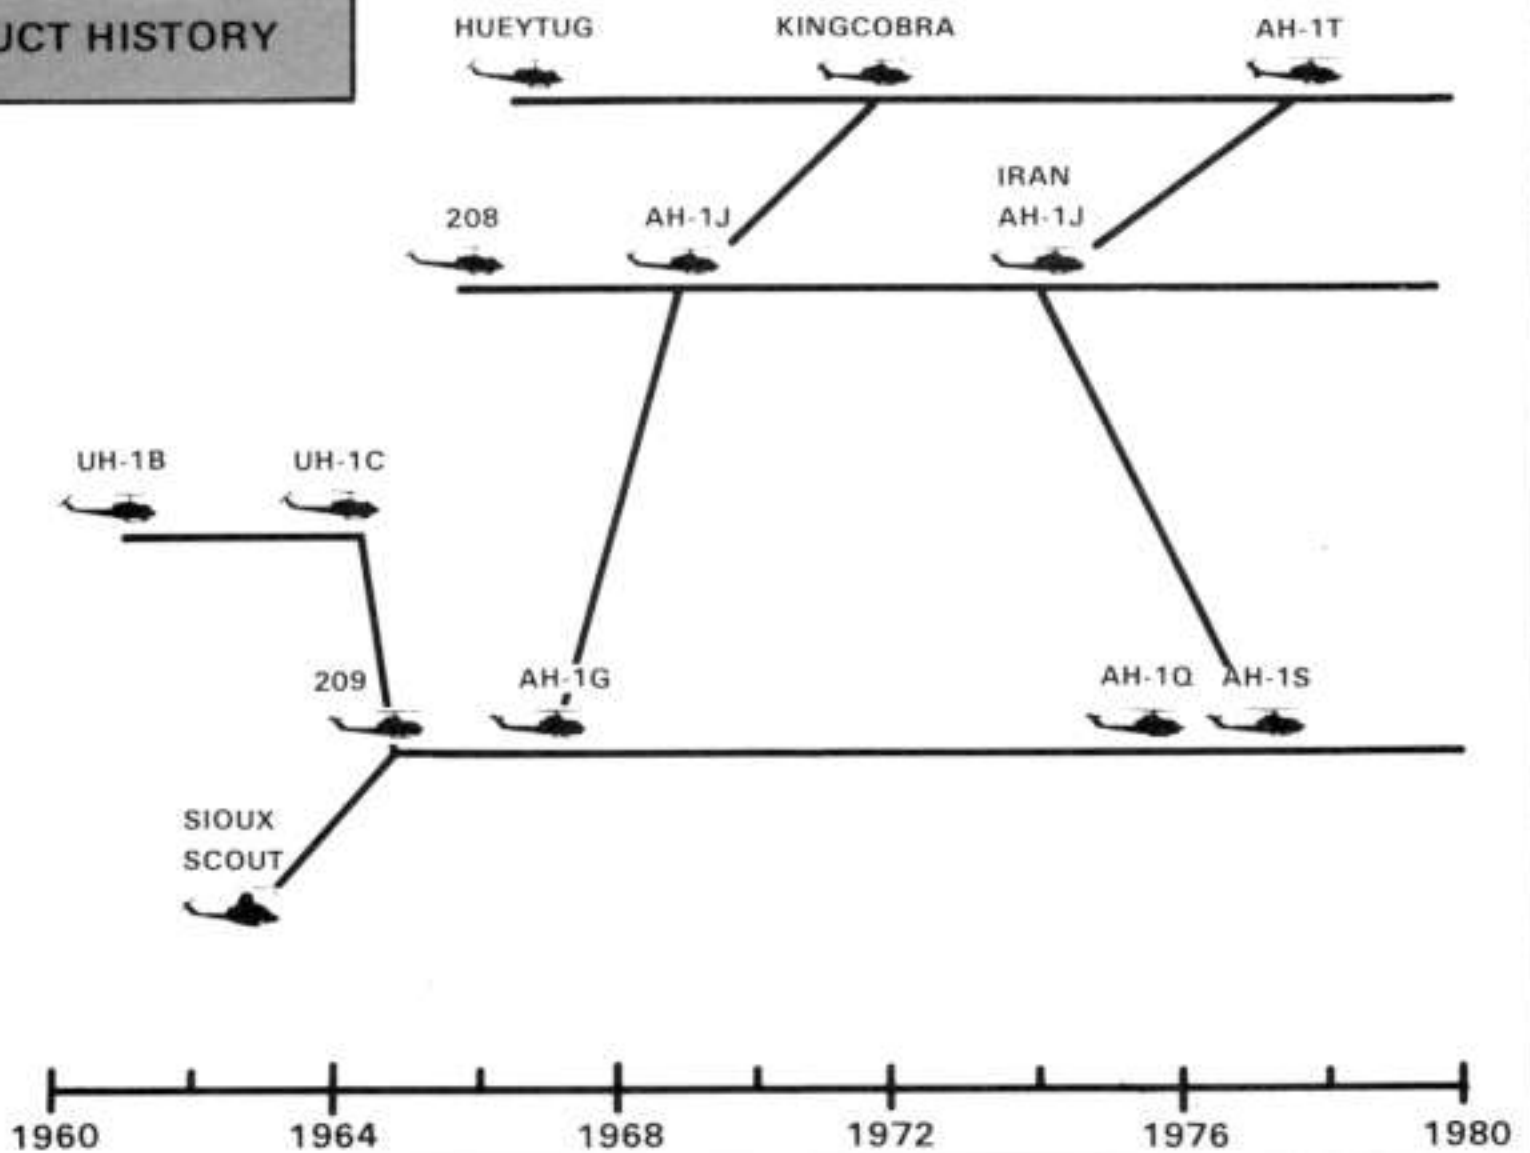 UCT HISTORY
HUEYTUG
KINGCOBRA
AH-1T
208
AH-1J
IRAN
AH-1J
UH-1B
UH-1C
209
AH-1G
AH-1Q
AH-1S
SIOUX
SCOUT
1960
1964
1968
1972
1976
1980